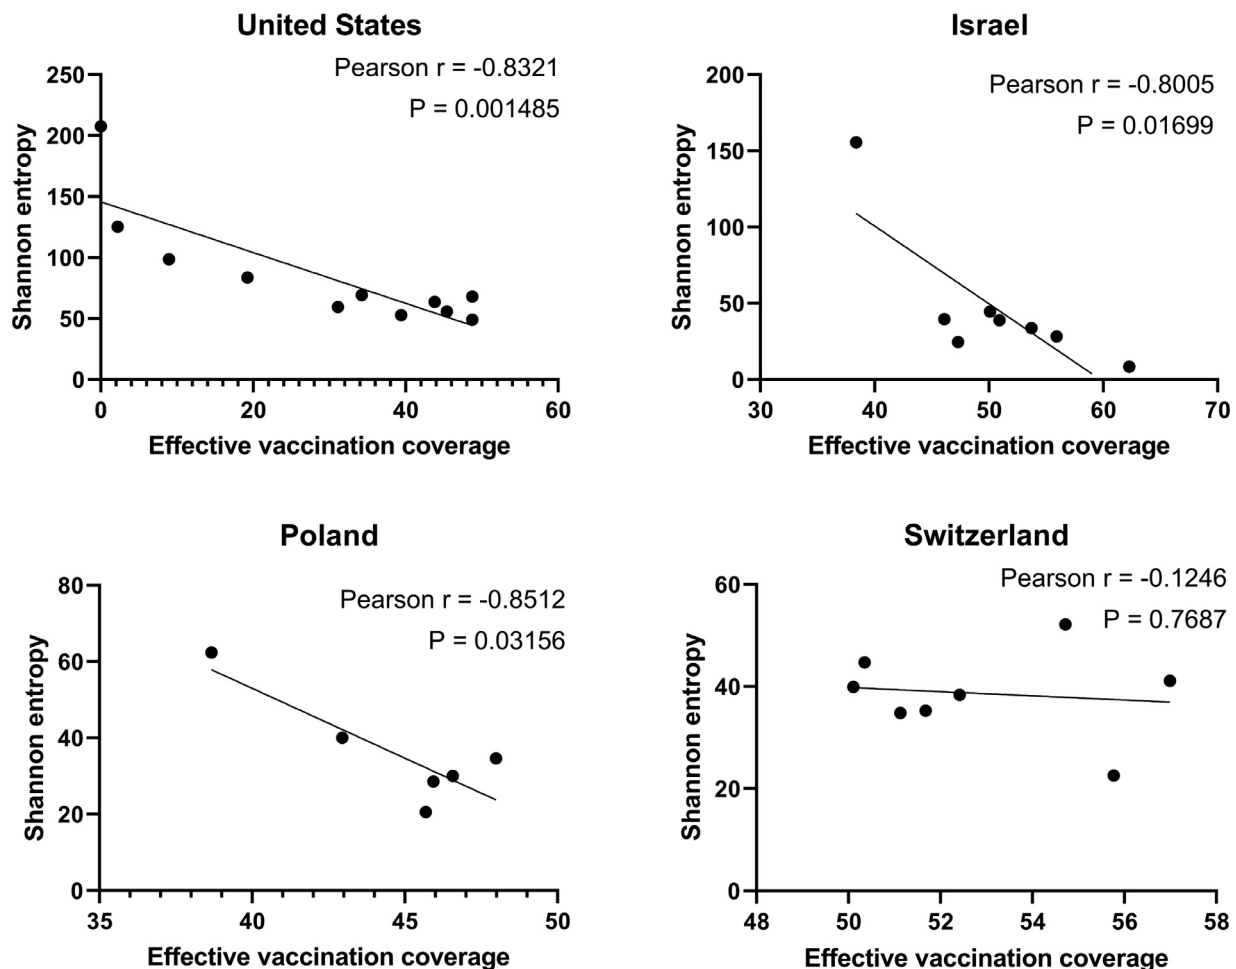 United States
Pearson r = -0.8321
P = 0.001485
250
200
150
100
50
0
Shannon entropy
0 20 40 60
Effective vaccination coverage
Israel
Pearson r = -0.8005
P = 0.01699
200
150
100
50
0
Shannon entropy
30 40 50 60 70
Effective vaccination coverage
Poland
Pearson r = -0.8512
P = 0.03156
80
60
40
20
0
Shannon entropy
35 40 45 50
Effective vaccination coverage
Switzerland
Pearson r = -0.1246
P = 0.7687
60
40
20
0
Shannon entropy
48 50 52 54 56 58
Effective vaccination coverage